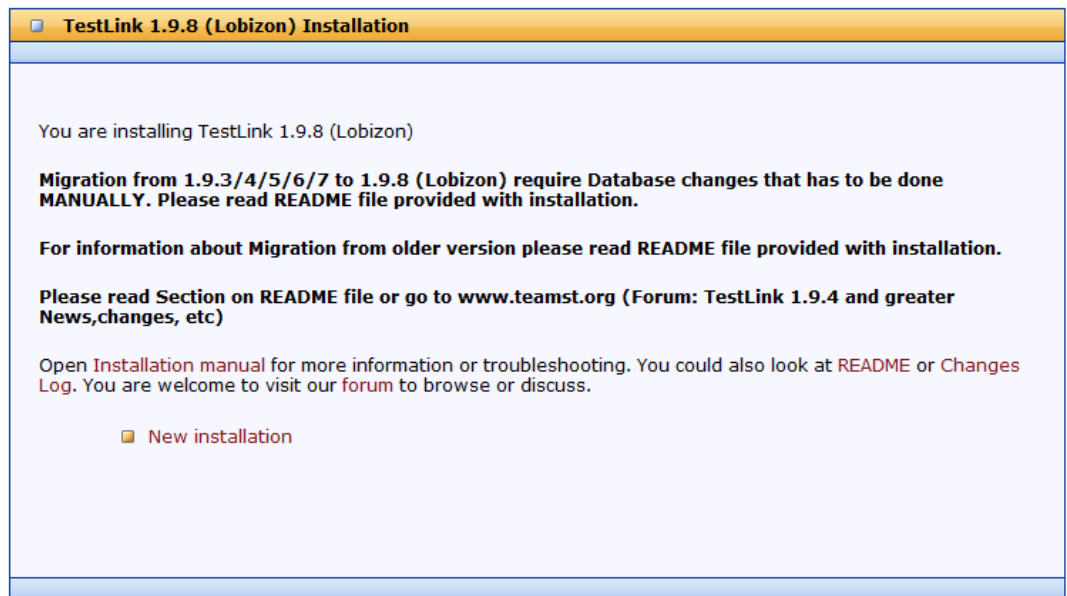 TestLink 1.9.8 (Lobizon) Installation
You are installing TestLink 1.9.8 (Lobizon)
Migration from 1.9.3/4/5/6/7 to 1.9.8 (Lobizon) require Database changes that has to be done
MANUALLY. Please read README file provided with installation.
For information about Migration from older version please read README file provided with installation.
Please read Section on README file or go to www.teamst.org (Forum: TestLink 1.9.4 and greater
News,changes, etc)
Open Installation manual for more information or troubleshooting. You could also look at README or Changes
Log. You are welcome to visit our forum to browse or discuss.
New installation